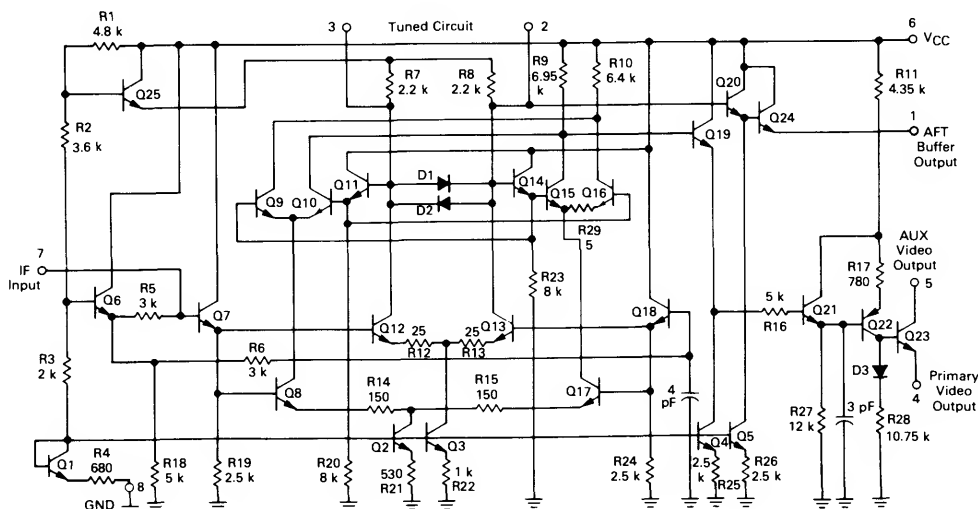 3 Tuned Circuit 2
6
VCC
R1
4.8 k
Q25
R2
3.6 k
R7
2.2 k
R8
2.2 k
R9
6.95
k
R10
6.4 k
Q20
Q24
R11
4.35 k
1
AFT
Buffer
Output
Q19
Q9
Q10
Q11
D1
D2
Q14
Q15
Q16
R29
5
7
IF
Input
Q6
R5
3 k
Q7
R23
8 k
AUX
Video
Output
5
R17
780
Q12
25
R12
25
R13
Q13
Q18
5 k
R16
Q21
Q22
Q23
R3
2 k
R6
3 k
Q8
R14
150
R15
150
Q17
4
pF
D3
4
Primary
Video
Output
3 pF
Q1
R4
680
8
GND
R18
5 k
R19
2.5 k
R20
8 k
Q2
530
R21
Q3
1 k
R22
R24
2.5 k
Q4
2.5
k
R25
Q5
R26
2.5 k
R27
12 k
R28
10.75 k